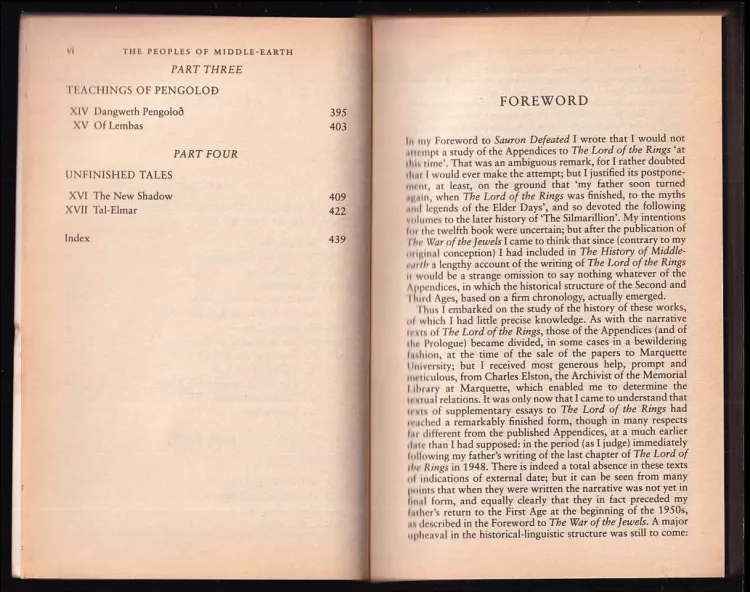 vi THE PEOPLES OF MIDDLE-EARTH
PART THREE
TEACHINGS OF PENGOLOÐ
XIV Dangweth Pengoloð 395
XV Of Lembas 403
PART FOUR
UNFINISHED TALES
XVI The New Shadow 409
XVII Tal-Elmar 422
Index 439
FOREWORD
In my Foreword to Sauron Defeated I wrote that I would not
attempt a study of the Appendices to The Lord of the Rings ‘at
this time’. That was an ambiguous remark, for I rather doubted
that I would ever make the attempt; but I justified its postpone-
ment, at least, on the ground that ‘my father soon turned
again, when The Lord of the Rings was finished, to the myths
and legends of the Elder Days’, and so devoted the following
volumes to the later history of ‘The Silmarillion’. My intentions
for the twelfth book were uncertain; but after the publication of
The War of the Jewels I came to think that since (contrary to my
original conception) I had included in The History of Middle-
earth a lengthy account of the writing of The Lord of the Rings
it would be a strange omission to say nothing whatever of the
Appendices, in which the historical structure of the Second and
Third Ages, based on a firm chronology, actually emerged.
Thus I embarked on the study of the history of these works,
of which I had little precise knowledge. As with the narrative
texts of The Lord of the Rings, those of the Appendices (and of
the Prologue) became divided, in some cases in a bewildering
fashion, at the time of the sale of the papers to Marquette
University; but I received most generous help, prompt and
meticulous, from Charles Elston, the Archivist of the Memorial
Library at Marquette, which enabled me to determine the
textual relations. It was only now that I came to understand that
texts of supplementary essays to The Lord of the Rings had
reached a remarkably finished form, though in many respects
far different from the published Appendices, at a much earlier
date than I had supposed: in the period (as I judge) immediately
following my father's writing of the last chapter of The Lord of
the Rings in 1948. There is indeed a total absence in these texts
of indications of external date; but it can be seen from many
points that when they were written the narrative was not yet in
final form, and equally clearly that they in fact preceded my
father's return to the First Age at the beginning of the 1950s,
as described in the Foreword to The War of the Jewels. A major
upheaval in the historical-linguistic structure was still to come: